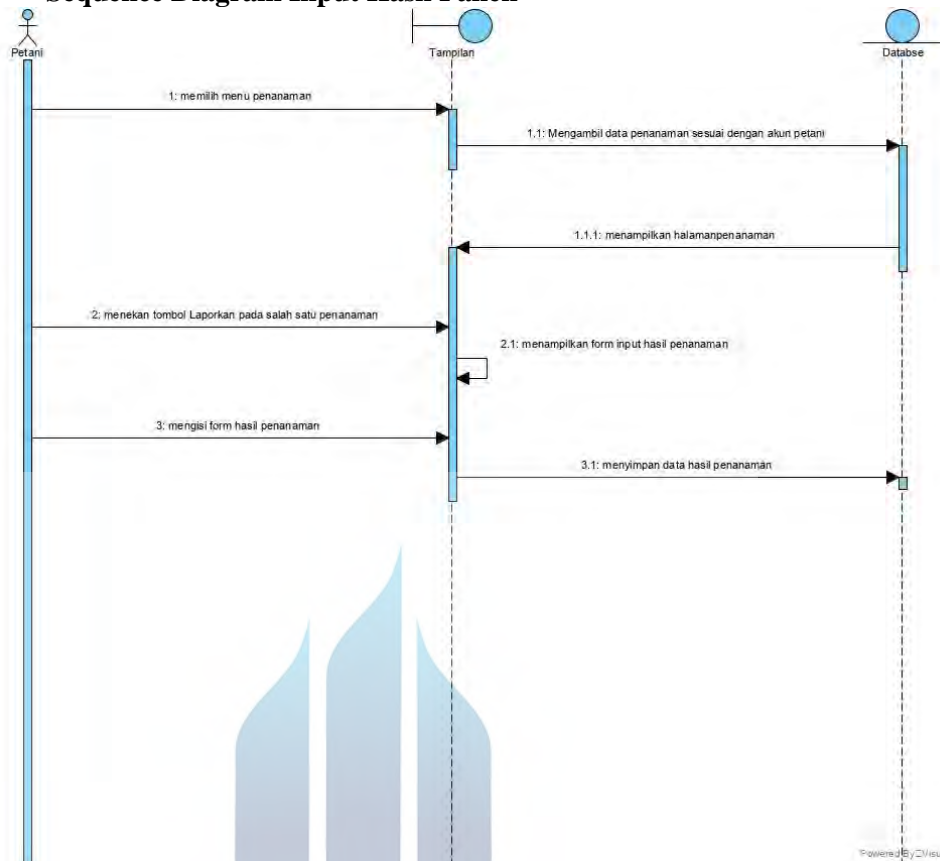 Sequence Diagram Input Hasil Panen
Petani
Tampilan
Databse
1: memilih menu penanaman
1.1: Mengambil data penanaman sesuai dengan akun petani
1.1.1: menampilkan halamanpenanaman
2: menekan tombol Laporkan pada salah satu penanaman
2.1: menampilkan form input hasil penanaman
3: mengisi form hasil penanaman
3.1: menyimpan data hasil penanaman
Powered By